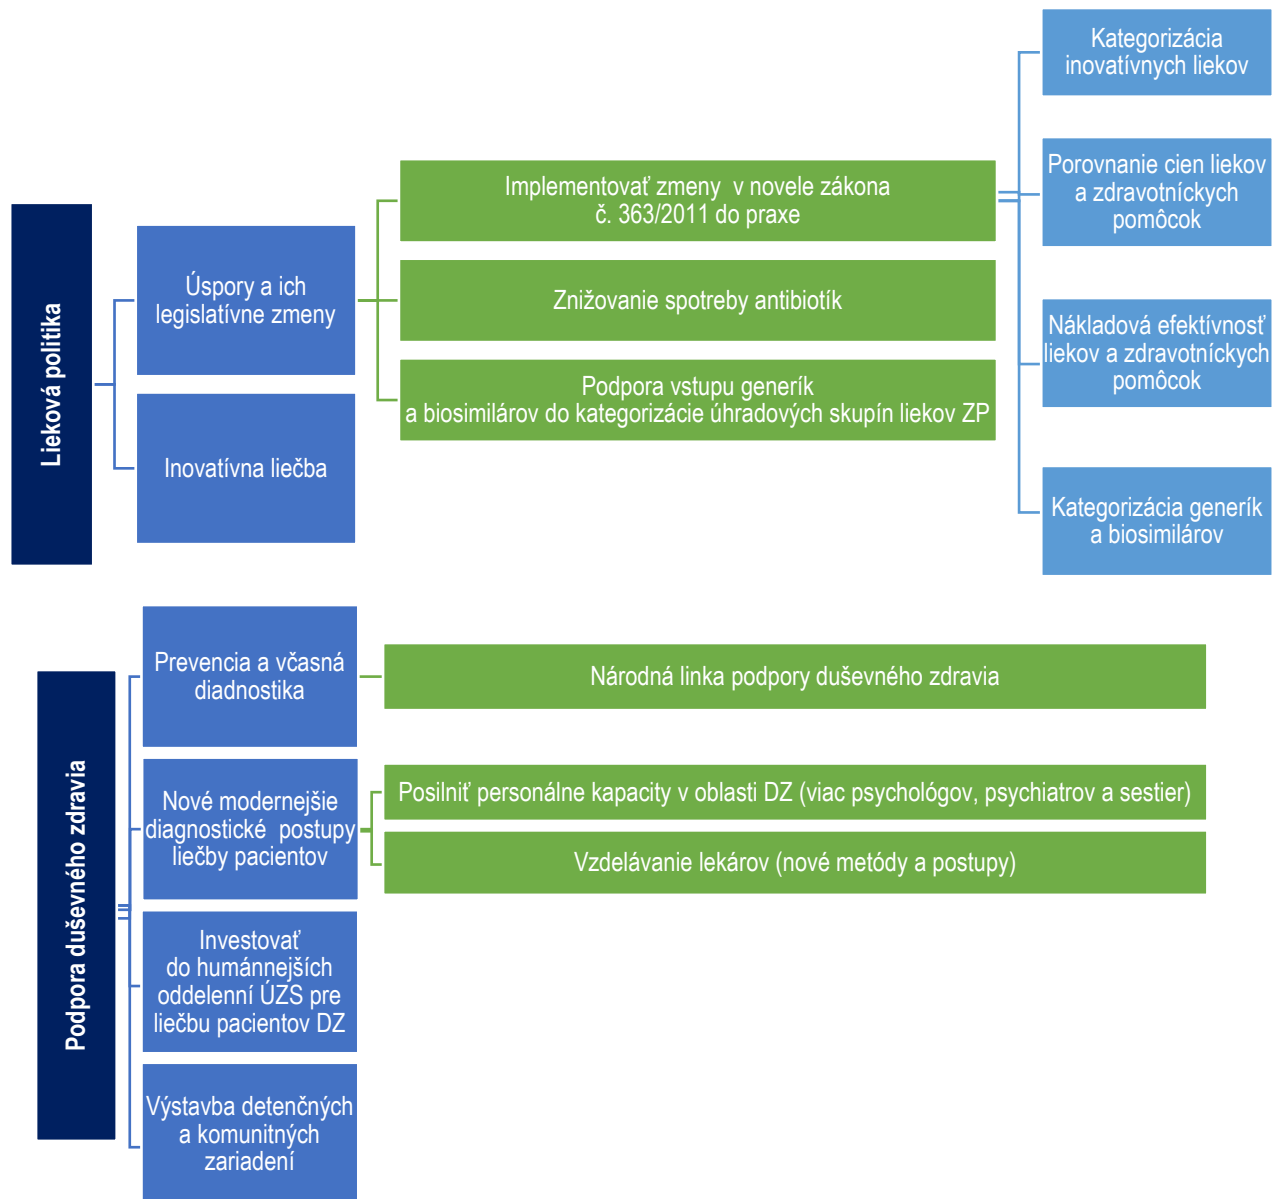 Lieková politika
Úspory a ich
legislatívne zmeny
Inovatívna liečba
Implementovať zmeny  v novele zákona
č. 363/2011 do praxe
Znižovanie spotreby antibiotík
Podpora vstupu generík
a biosimilárov do kategorizácie úhradových skupín liekov ZP
Kategorizácia
inovatívnych liekov
Porovnanie cien liekov
a zdravotníckych
pomôcok
Nákladová efektívnosť
liekov a zdravotníckych
pomôcok
Kategorizácia generík
a biosimilárov
Podpora duševného zdravia
Prevencia a včasná
diadnostika
Národná linka podpory duševného zdravia
Nové modernejšie
diagnostické  postupy
liečby pacientov
Posilniť personálne kapacity v oblasti DZ (viac psychológov, psychiatrov a sestier)
Vzdelávanie lekárov (nové metódy a postupy)
Investovať
do humánnejších
oddelenní ÚZS pre
liečbu pacientov DZ
Výstavba detenčných
a komunitných
zariadení